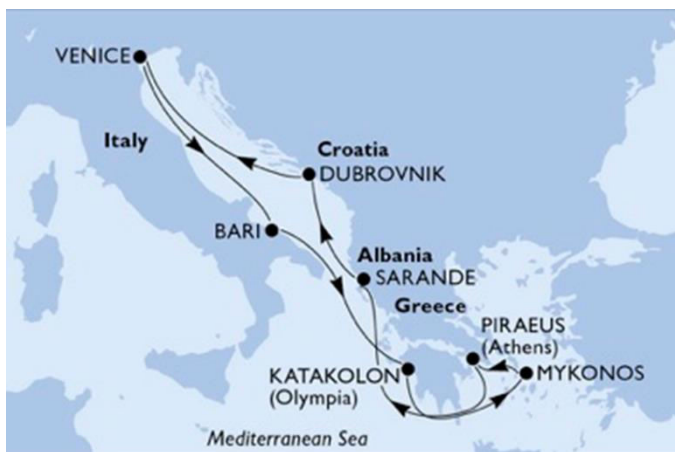 VENICE
Italy
Croatia
DUBROVNIK
BARI
Albania
SARANDE
Greece
PIRAEUS
(Athens)
KATAKOLON
(Olympia)
MYKONOS
Mediterranean Sea